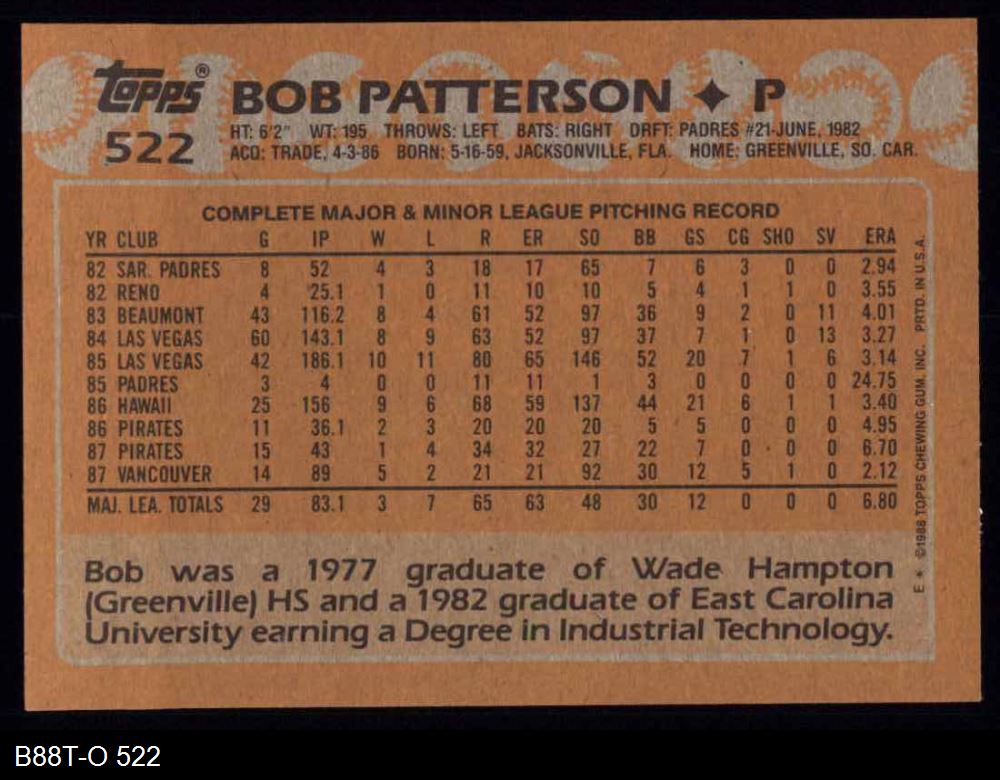 topps® BOB PATTERSON ✦ P
522
HT: 6'2" WT: 195 THROWS: LEFT BATS: RIGHT DRFT: PADRES #21-JUNE, 1982
ACQ: TRADE, 4-3-86 BORN: 5-16-59, JACKSONVILLE, FLA. HOME: GREENVILLE, SO. CAR.
COMPLETE MAJOR & MINOR LEAGUE PITCHING RECORD
YR CLUB G IP W L R ER SO BB GS CG SHO SV ERA
82 SAR. PADRES 8 52 4 3 18 17 65 7 6 3 0 0 2.94
82 RENO 4 25.1 1 0 11 10 10 5 4 1 1 0 3.55
83 BEAUMONT 43 116.2 8 4 61 52 97 36 9 2 0 11 4.01
84 LAS VEGAS 60 143.1 8 9 63 52 97 37 7 1 0 13 3.27
85 LAS VEGAS 42 186.1 10 11 80 65 146 52 20 7 1 6 3.14
85 PADRES 3 4 0 0 11 11 1 3 0 0 0 0 24.75
86 HAWAII 25 156 9 6 68 59 137 44 21 6 1 1 3.40
86 PIRATES 11 36.1 2 3 20 20 20 5 5 0 0 0 4.95
87 PIRATES 15 43 1 4 34 32 27 22 7 0 0 0 6.70
87 VANCOUVER 14 89 5 2 21 21 92 30 12 5 1 0 2.12
MAJ. LEA. TOTALS 29 83.1 3 7 65 63 48 30 12 0 0 0 6.80
Bob was a 1977 graduate of Wade Hampton
(Greenville) HS and a 1982 graduate of East Carolina
University earning a Degree in Industrial Technology.
E * ©1988 TOPPS CHEWING GUM, INC. PRTD. IN U.S.A.
B88T-O 522